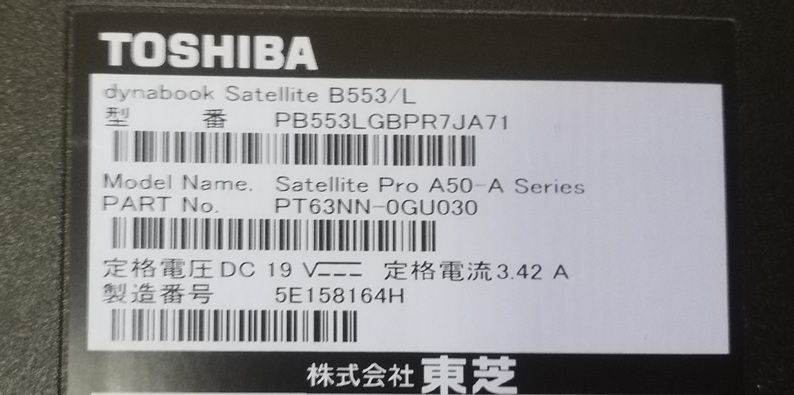 TOSHIBA
dynabook Satellite B553/L
型 番 PB553LGBPR7JA71
Model Name. Satellite Pro A50-A Series
PART No. PT63NN-0GU030
定格電圧 DC 19 V 定格電流 3.42 A
製造番号 5E158164H
株式会社 東芝